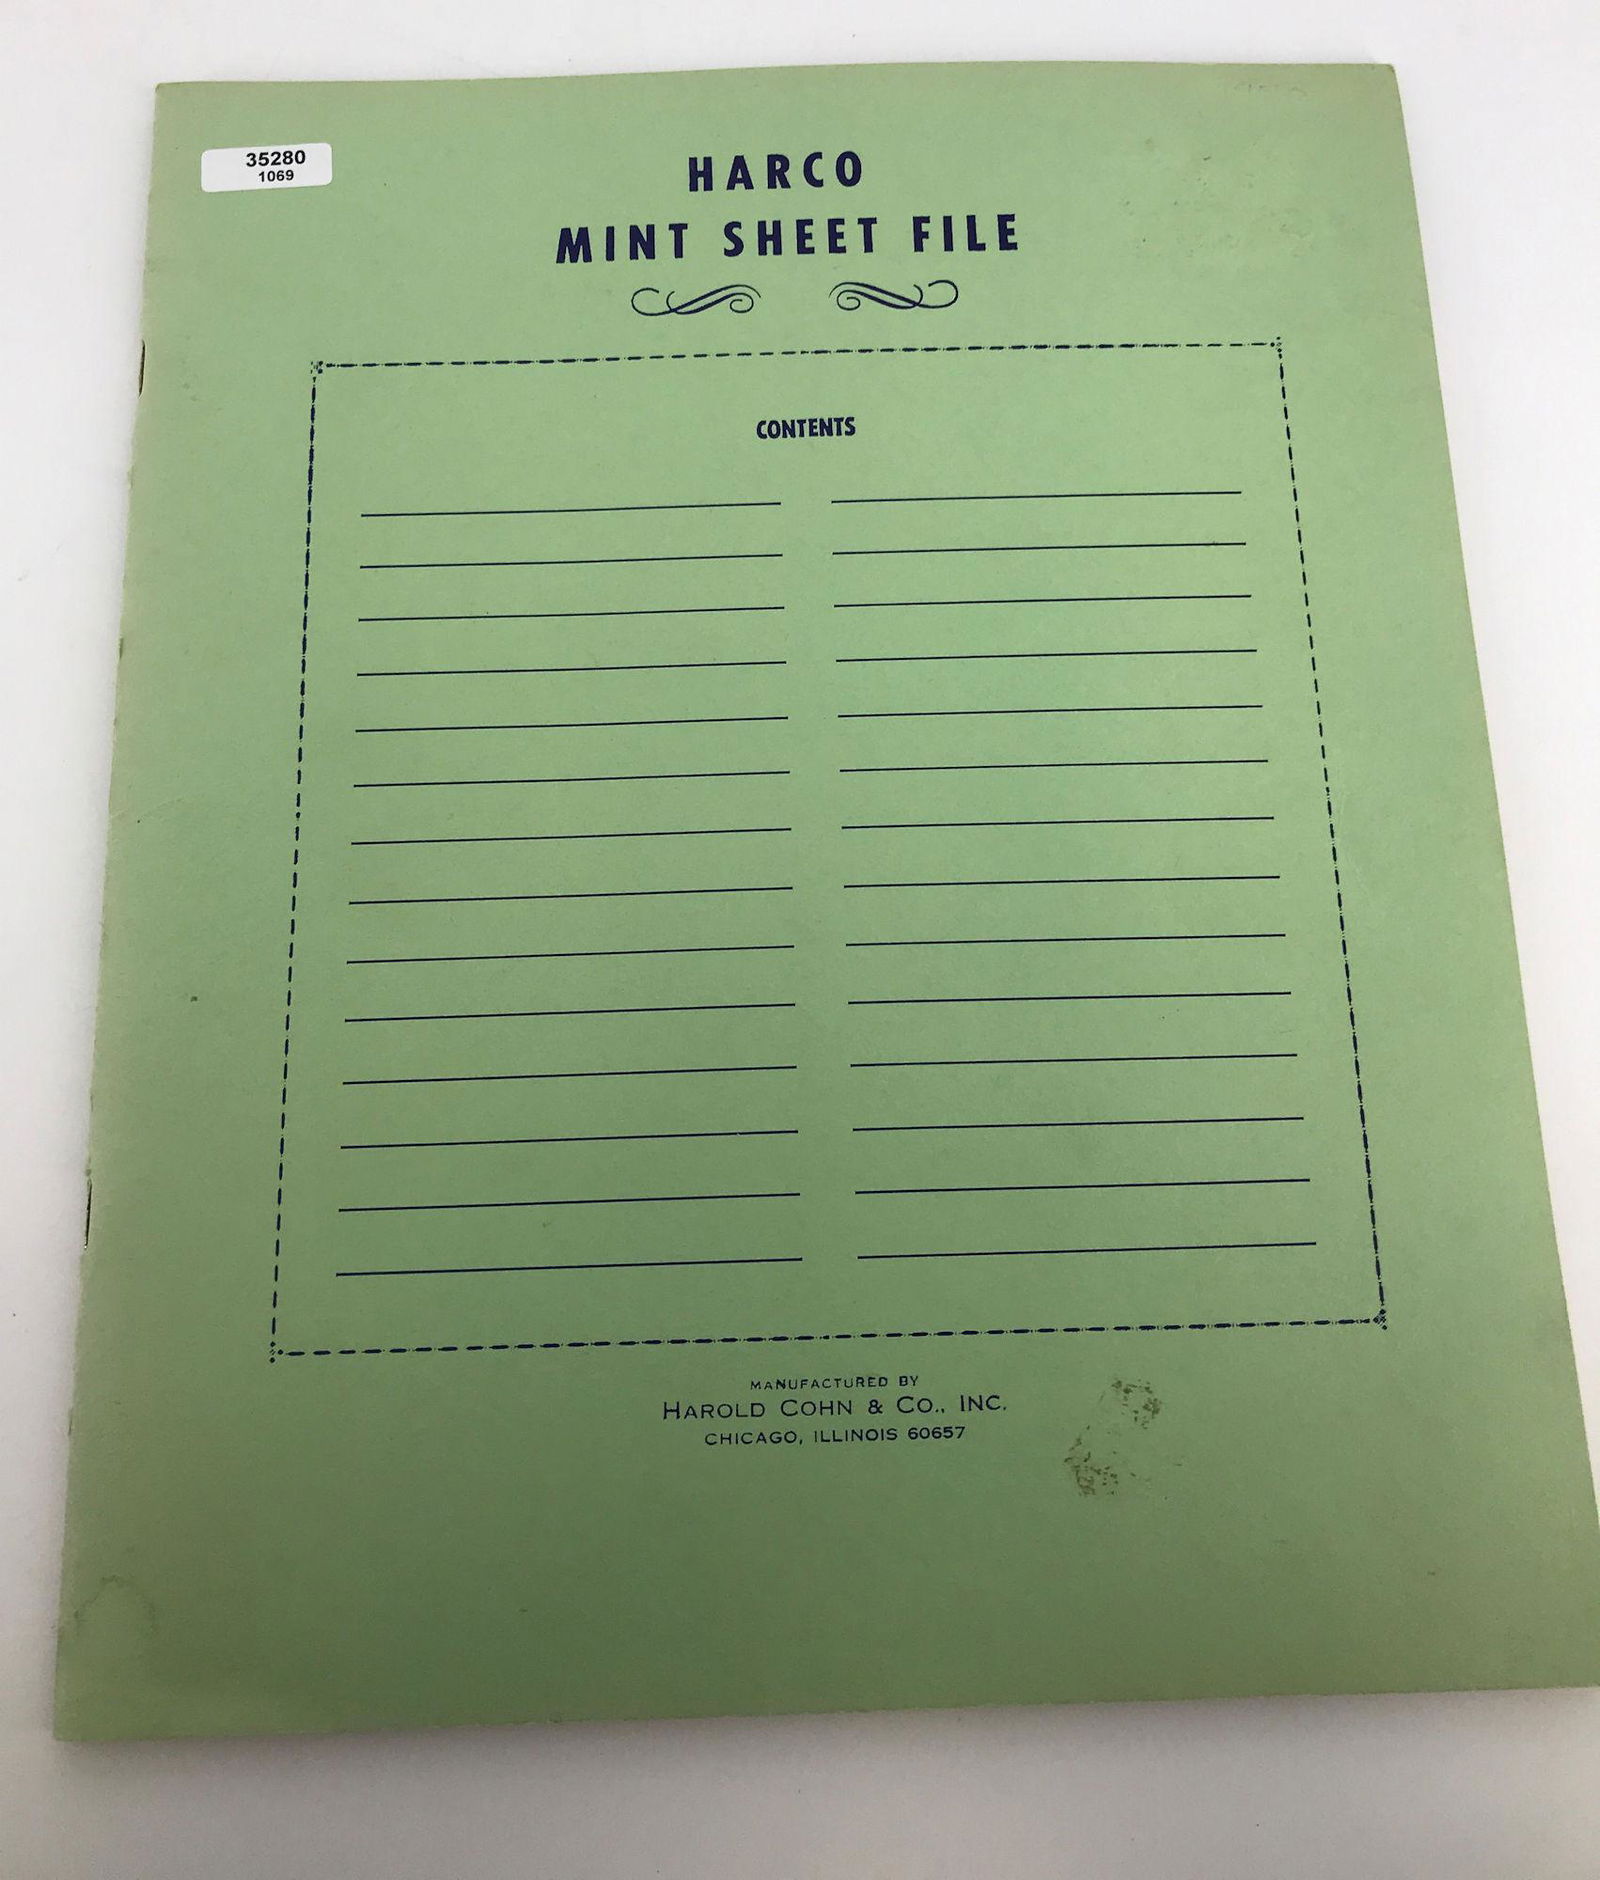 35280
1069
HARCO
MINT SHEET FILE
CONTENTS
MANUFACTURED BY
HAROLD COHN & CO., INC.
CHICAGO, ILLINOIS 60657